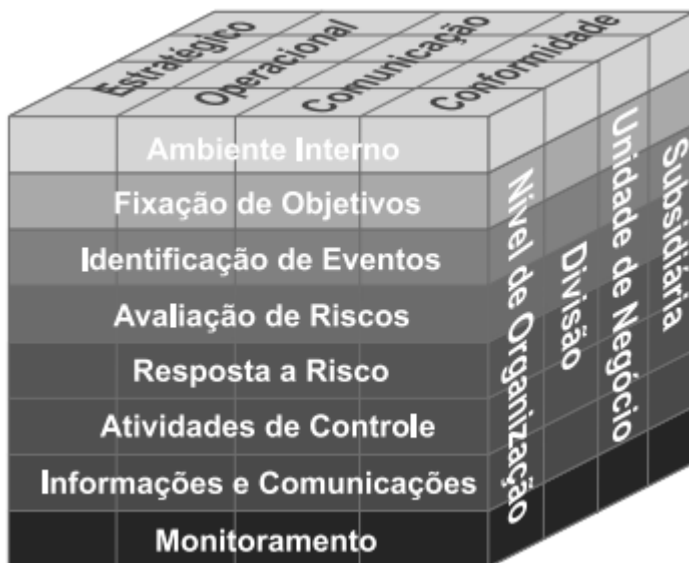 Estratégico
Operacional
Comunicação
Conformidade
Ambiente Interno
Fixação de Objetivos
Identificação de Eventos
Avaliação de Riscos
Resposta a Risco
Atividades de Controle
Informações e Comunicações
Monitoramento
Nível de Organização
Divisão
Unidade de Negócio
Subsidiária